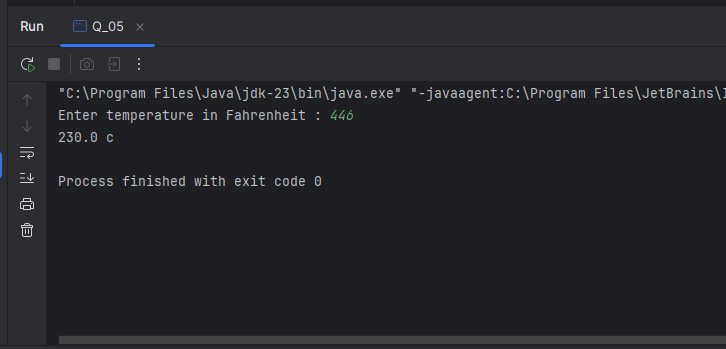 Run Q_05
"C:\Program Files\Java\jdk-23\bin\java.exe" "-javaagent:C:\Program Files\JetBrains\
Enter temperature in Fahrenheit : 446
230.0 c
Process finished with exit code 0